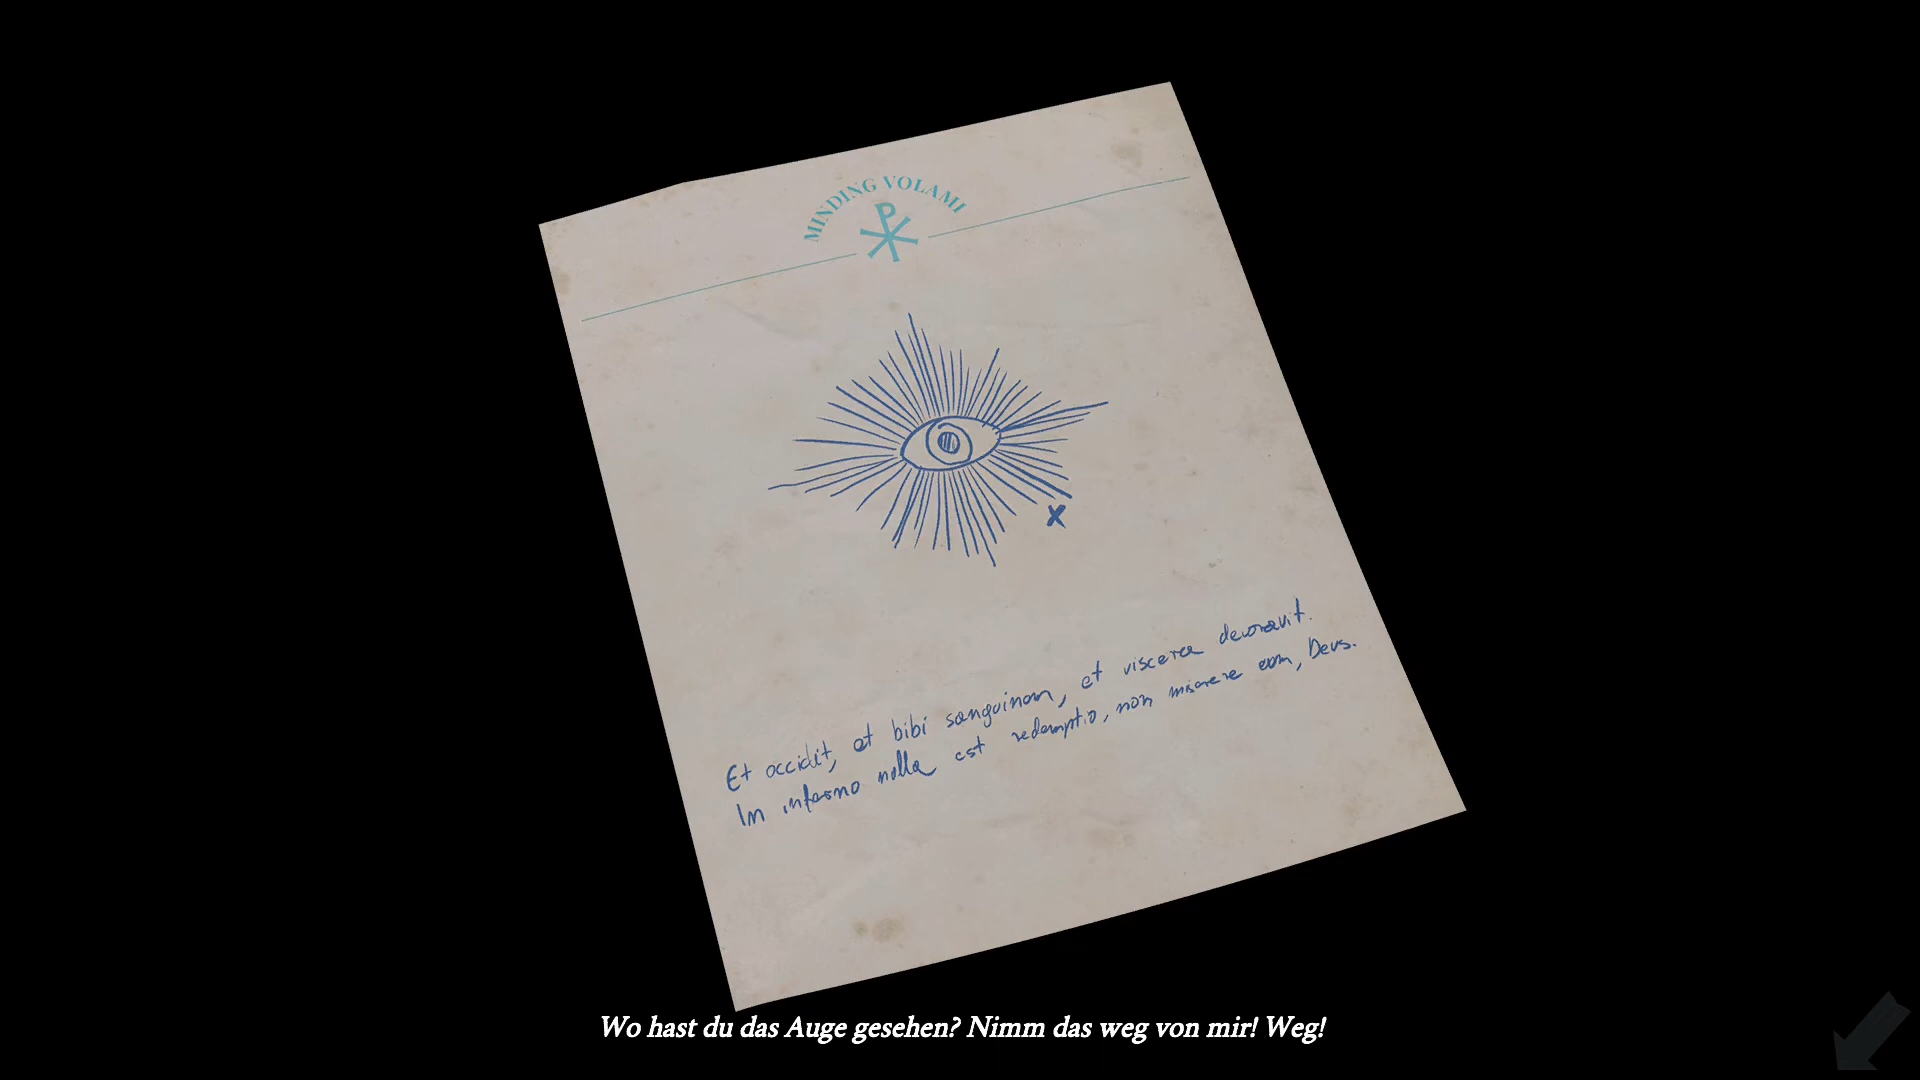 MINDING VOLAMI
X
Et occidit, et bibi sanguinem, et viscera devoravit.
In inferno nulla est redemptio, non miserere eom, Deus.
Wo hast du das Auge gesehen? Nimm das weg von mir! Weg!